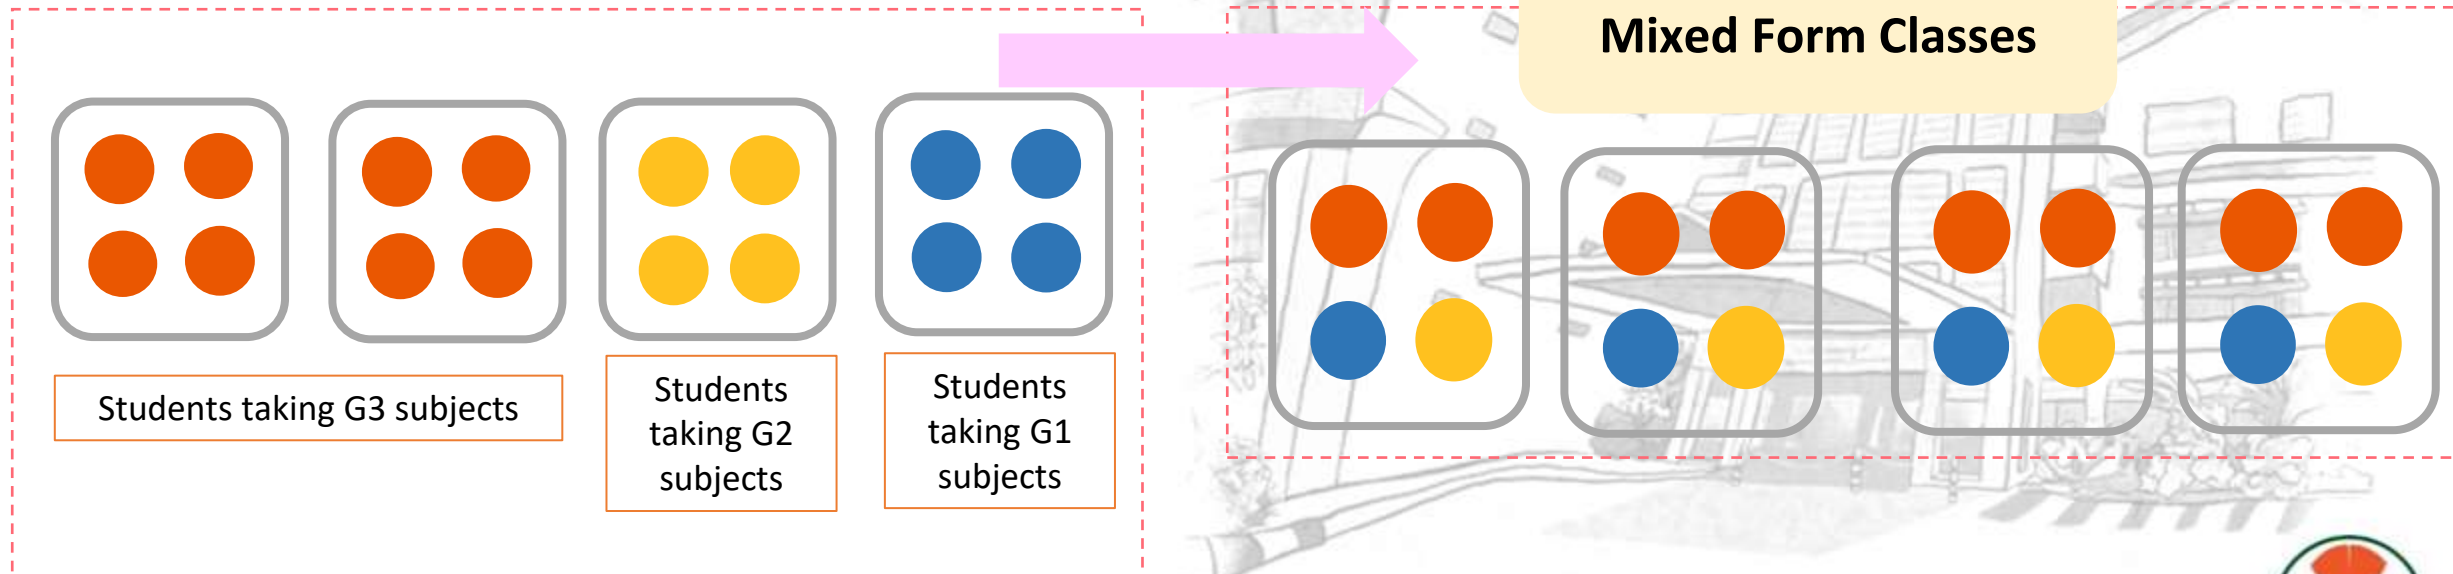 Mixed Form Classes
Students taking G3 subjects
Students
taking G2
subjects
Students
taking G1
subjects